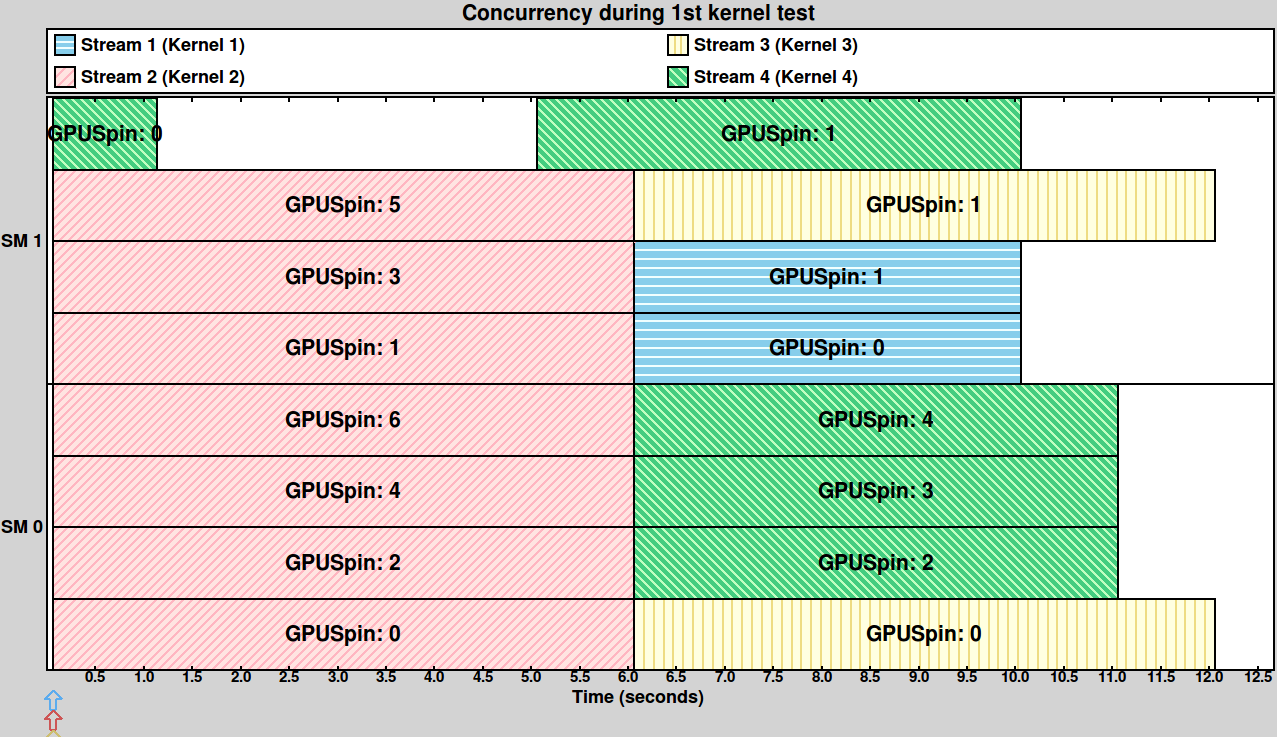 Concurrency during 1st kernel test
Stream 1 (Kernel 1)
Stream 3 (Kernel 3)
Stream 2 (Kernel 2)
Stream 4 (Kernel 4)
GPUSpin: 0
GPUSpin: 1
GPUSpin: 5
GPUSpin: 1
SM 1
GPUSpin: 3
GPUSpin: 1
GPUSpin: 1
GPUSpin: 0
GPUSpin: 6
GPUSpin: 4
GPUSpin: 4
GPUSpin: 3
SM 0
GPUSpin: 2
GPUSpin: 2
GPUSpin: 0
GPUSpin: 0
0.5 1.0 1.5 2.0 2.5 3.0 3.5 4.0 4.5 5.0 5.5 6.0 6.5 7.0 7.5 8.0 8.5 9.0 9.5 10.0 10.5 11.0 11.5 12.0 12.5
Time (seconds)